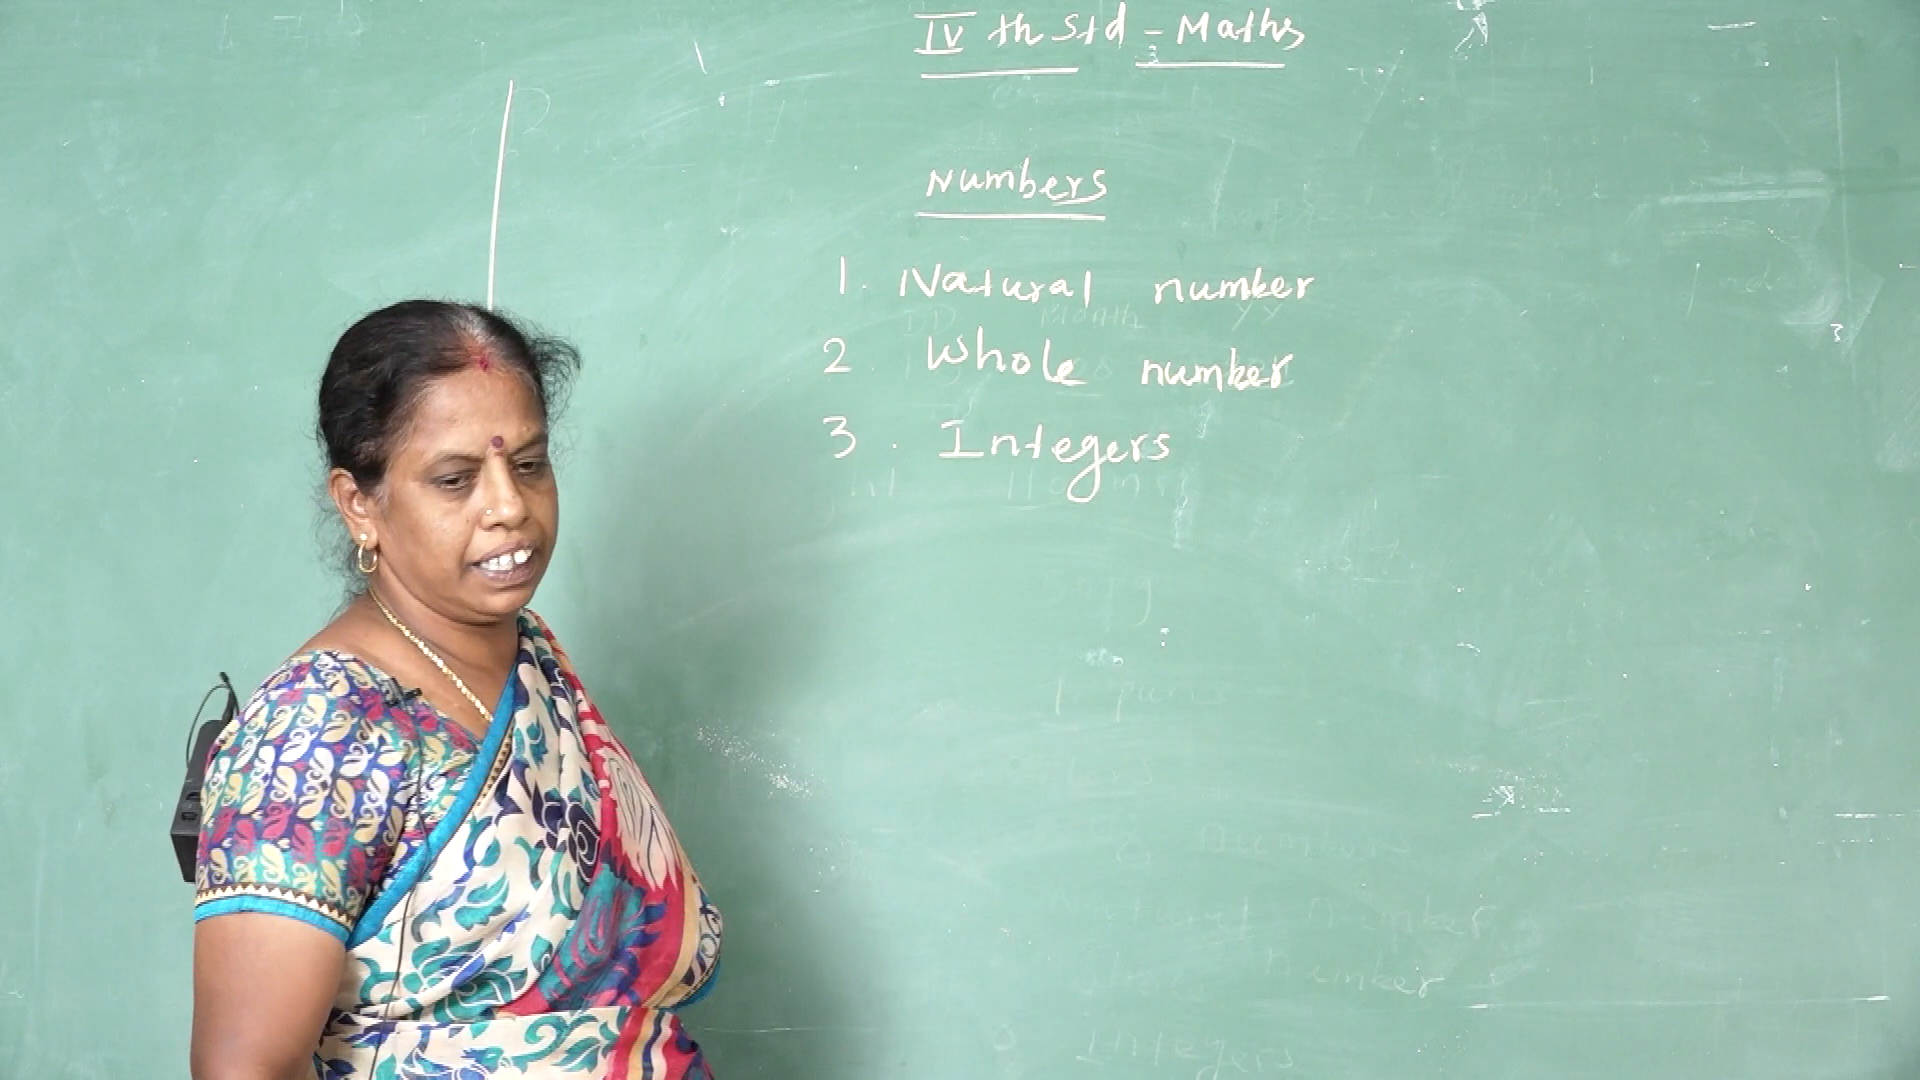 IV th Std - Maths
Numbers
1. Natural number
2. Whole number
3. Integers